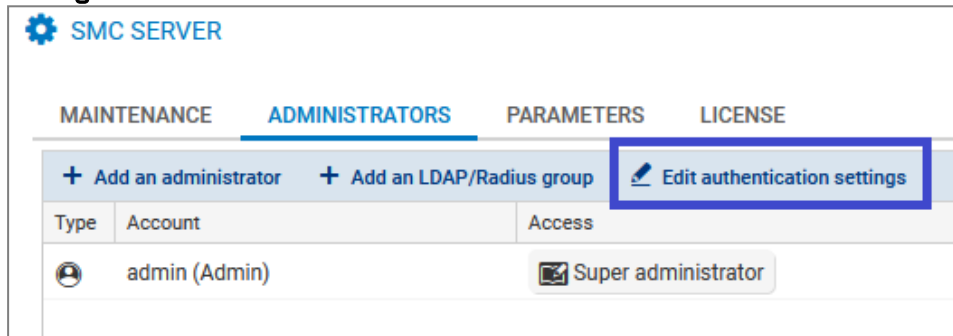 SMC SERVER
MAINTENANCE ADMINISTRATORS PARAMETERS LICENSE
+ Add an administrator + Add an LDAP/Radius group Edit authentication settings
Type Account Access
admin (Admin) Super administrator